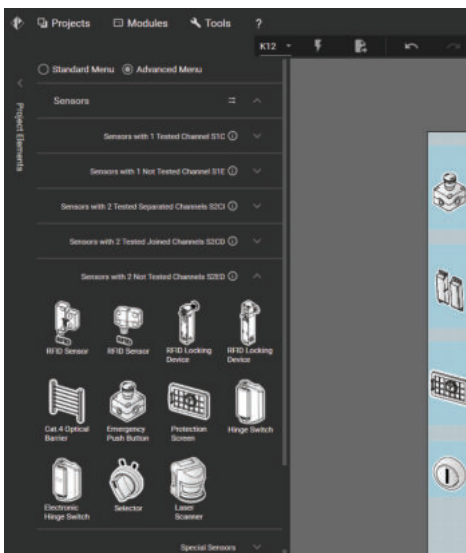 Projects Modules Tools ?
K12
Standard Menu Advanced Menu
Project Elements
Sensors
Sensors with 1 Tested Channel S1C
Sensors with 1 Not Tested Channel S1E
Sensors with 2 Tested Separated Channels S2CI
Sensors with 2 Tested Joined Channels S2CD
Sensors with 2 Not Tested Channels S2ED
RFID Sensor RFID Sensor RFID Locking RFID Locking
Device Device
Cat.4 Optical Emergency Protection Hinge Switch
Barrier Push Button Screen
Electronic Selector Laser
Hinge Switch Scanner
Special Sensors